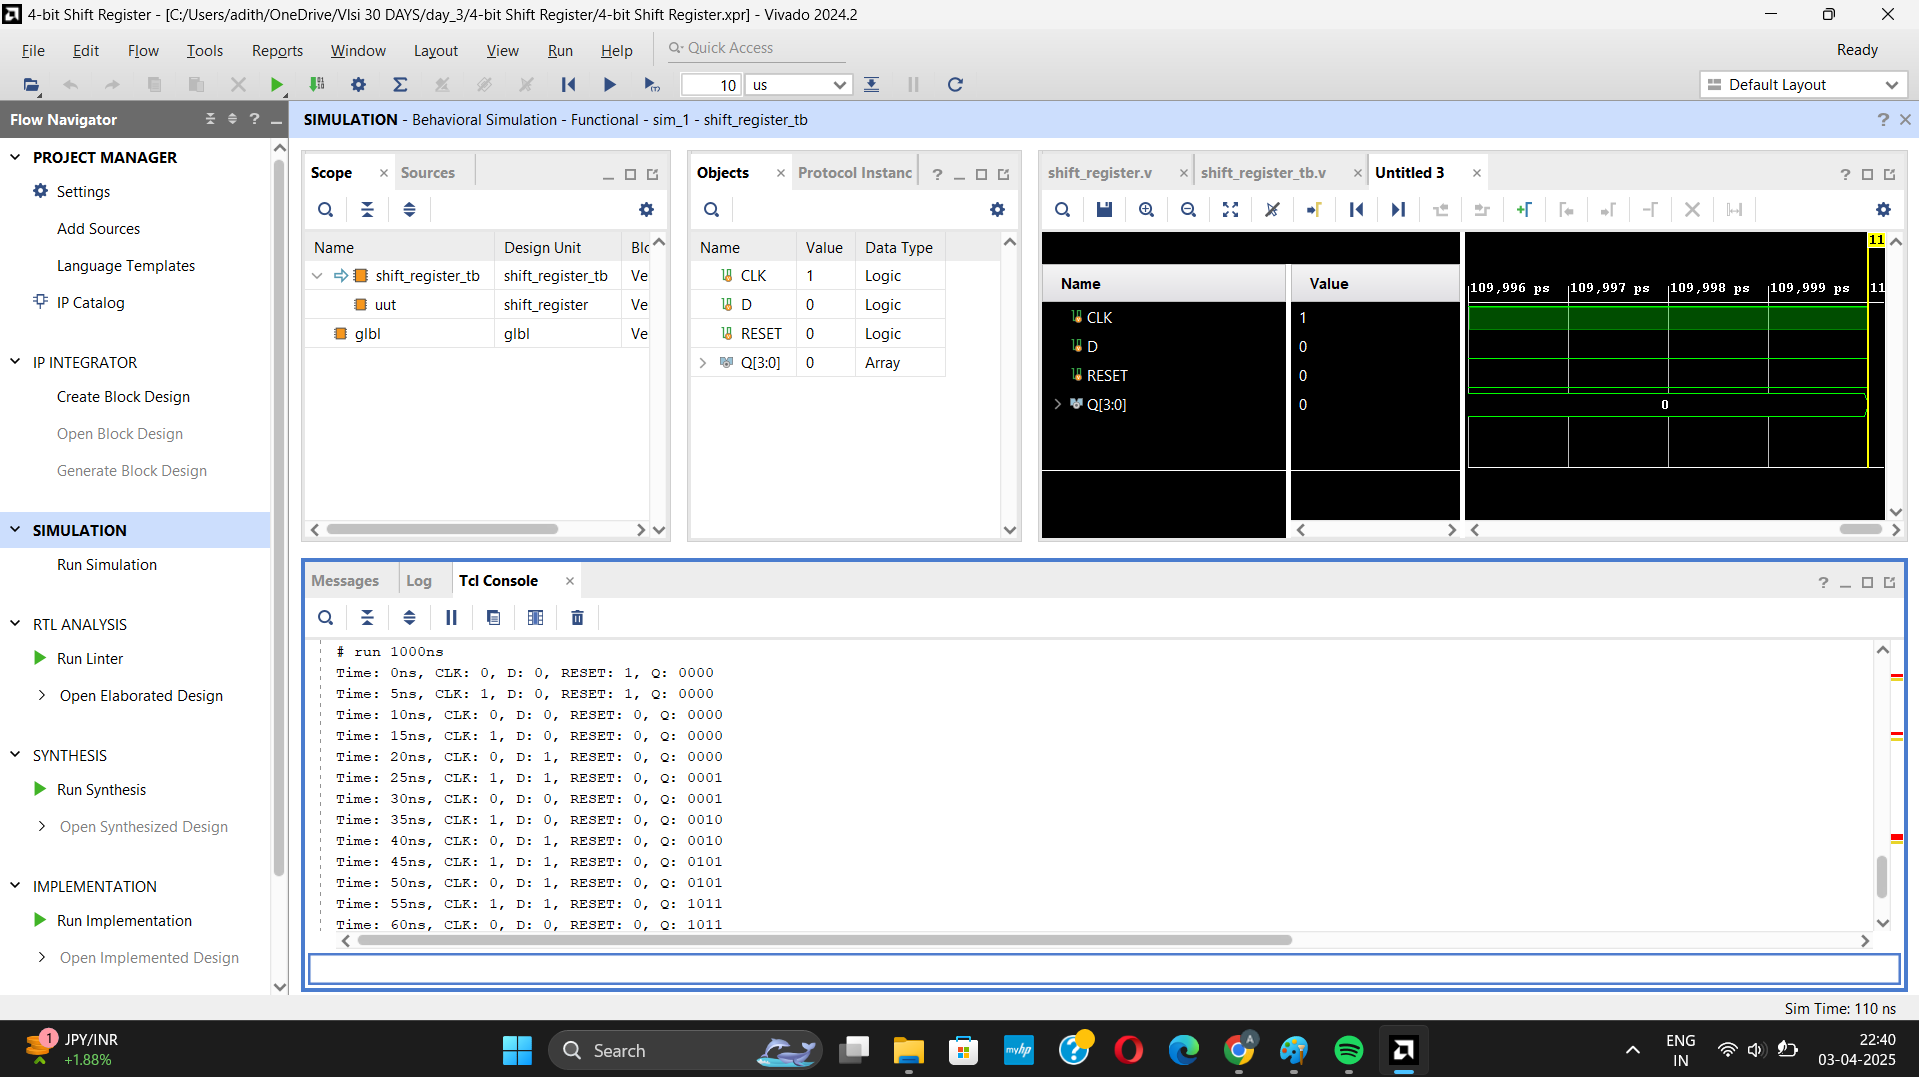 4-bit Shift Register - [C:/Users/adith/OneDrive/Vlsi 30 DAYS/day_3/4-bit Shift Register/4-bit Shift Register.xpr] - Vivado 2024.2
File Edit Flow Tools Reports Window Layout View Run Help Quick Access Ready
10 us Default Layout
Flow Navigator
SIMULATION - Behavioral Simulation - Functional - sim_1 - shift_register_tb
PROJECT MANAGER
Settings
Add Sources
Language Templates
IP Catalog
IP INTEGRATOR
Create Block Design
Open Block Design
Generate Block Design
SIMULATION
Run Simulation
RTL ANALYSIS
Run Linter
Open Elaborated Design
SYNTHESIS
Run Synthesis
Open Synthesized Design
IMPLEMENTATION
Run Implementation
Open Implemented Design
Scope Sources
Name Design Unit Blc
shift_register_tb shift_register_tb Ve
uut shift_register Ve
glbl glbl Ve
Objects Protocol Instanc
Name Value Data Type
CLK 1 Logic
D 0 Logic
RESET 0 Logic
Q[3:0] 0 Array
shift_register.v shift_register_tb.v Untitled 3
11
Name Value 109,996 ps 109,997 ps 109,998 ps 109,999 ps 11
CLK 1
D 0
RESET 0
Q[3:0] 0 0
Messages Log Tcl Console
# run 1000ns
Time: 0ns, CLK: 0, D: 0, RESET: 1, Q: 0000
Time: 5ns, CLK: 1, D: 0, RESET: 1, Q: 0000
Time: 10ns, CLK: 0, D: 0, RESET: 0, Q: 0000
Time: 15ns, CLK: 1, D: 0, RESET: 0, Q: 0000
Time: 20ns, CLK: 0, D: 1, RESET: 0, Q: 0000
Time: 25ns, CLK: 1, D: 1, RESET: 0, Q: 0001
Time: 30ns, CLK: 0, D: 0, RESET: 0, Q: 0001
Time: 35ns, CLK: 1, D: 0, RESET: 0, Q: 0010
Time: 40ns, CLK: 0, D: 1, RESET: 0, Q: 0010
Time: 45ns, CLK: 1, D: 1, RESET: 0, Q: 0101
Time: 50ns, CLK: 0, D: 1, RESET: 0, Q: 0101
Time: 55ns, CLK: 1, D: 1, RESET: 0, Q: 1011
Time: 60ns, CLK: 0, D: 0, RESET: 0, Q: 1011
Sim Time: 110 ns
1 JPY/INR
+1.88%
Search
myhp
A
ENG
IN
22:40
03-04-2025